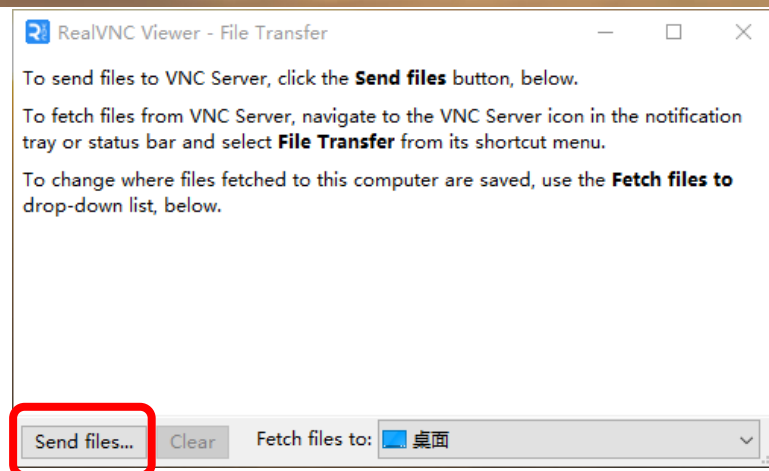 RealVNC Viewer - File Transfer
To send files to VNC Server, click the Send files button, below.
To fetch files from VNC Server, navigate to the VNC Server icon in the notification
tray or status bar and select File Transfer from its shortcut menu.
To change where files fetched to this computer are saved, use the Fetch files to
drop-down list, below.
Send files... Clear Fetch files to: 桌面